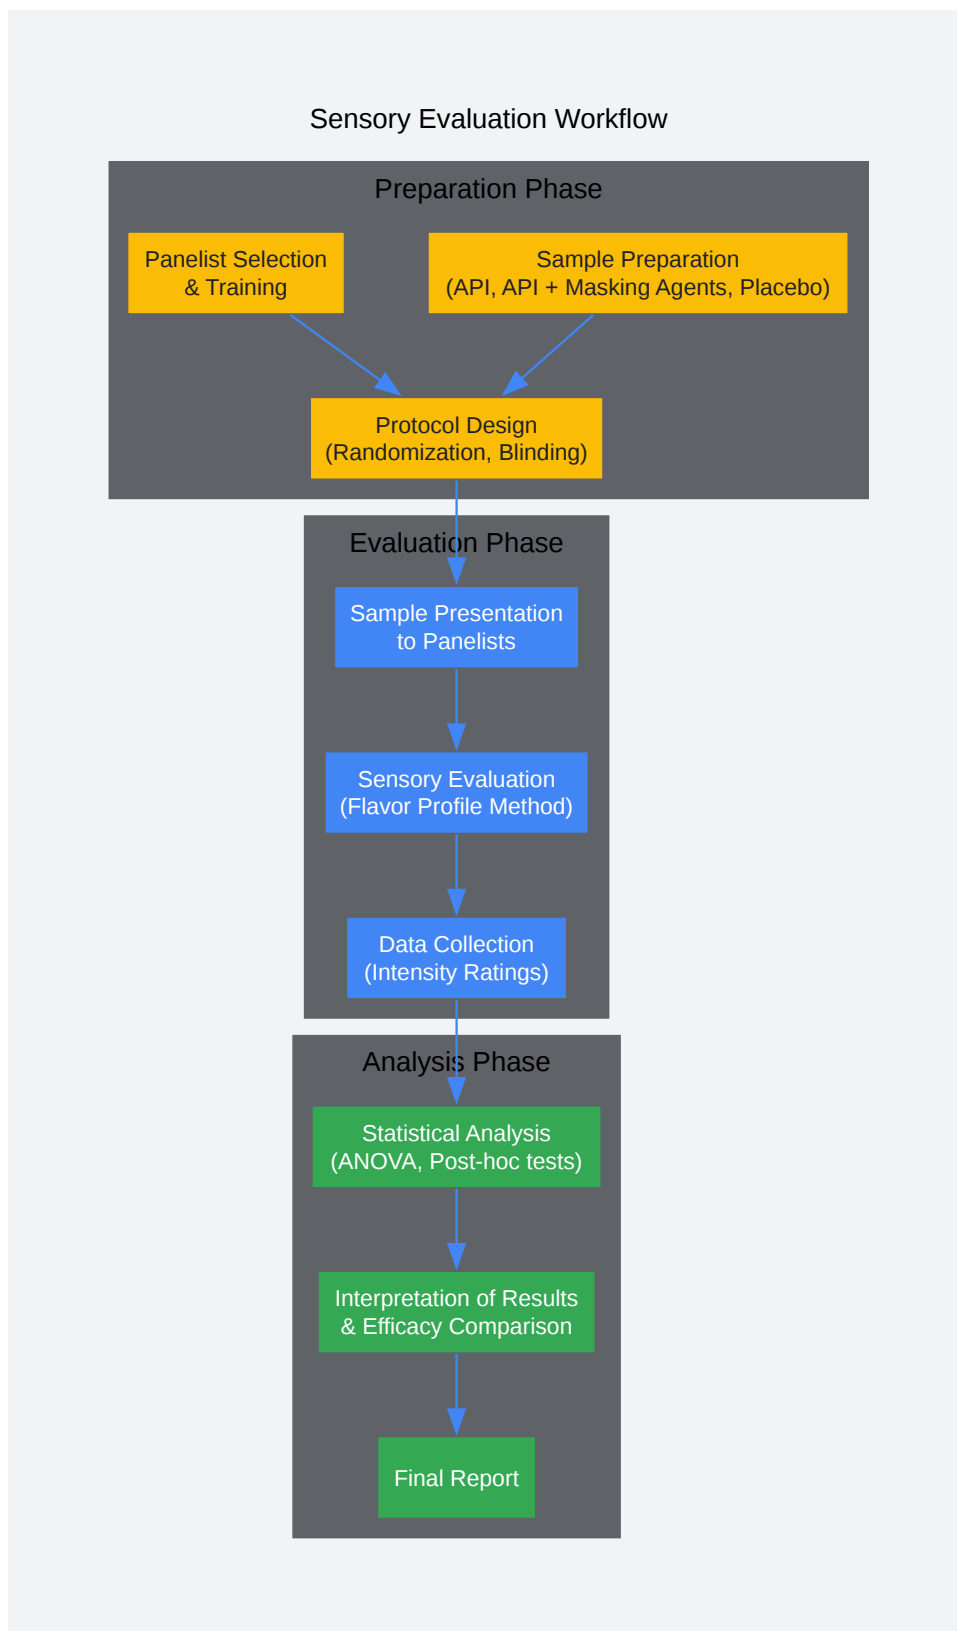 Sensory Evaluation Workflow
Preparation Phase
Panelist Selection
& Training
Sample Preparation
(API, API + Masking Agents, Placebo)
Protocol Design
(Randomization, Blinding)
Evaluation Phase
Sample Presentation
to Panelists
Sensory Evaluation
(Flavor Profile Method)
Data Collection
(Intensity Ratings)
Analysis Phase
Statistical Analysis
(ANOVA, Post-hoc tests)
Interpretation of Results
& Efficacy Comparison
Final Report